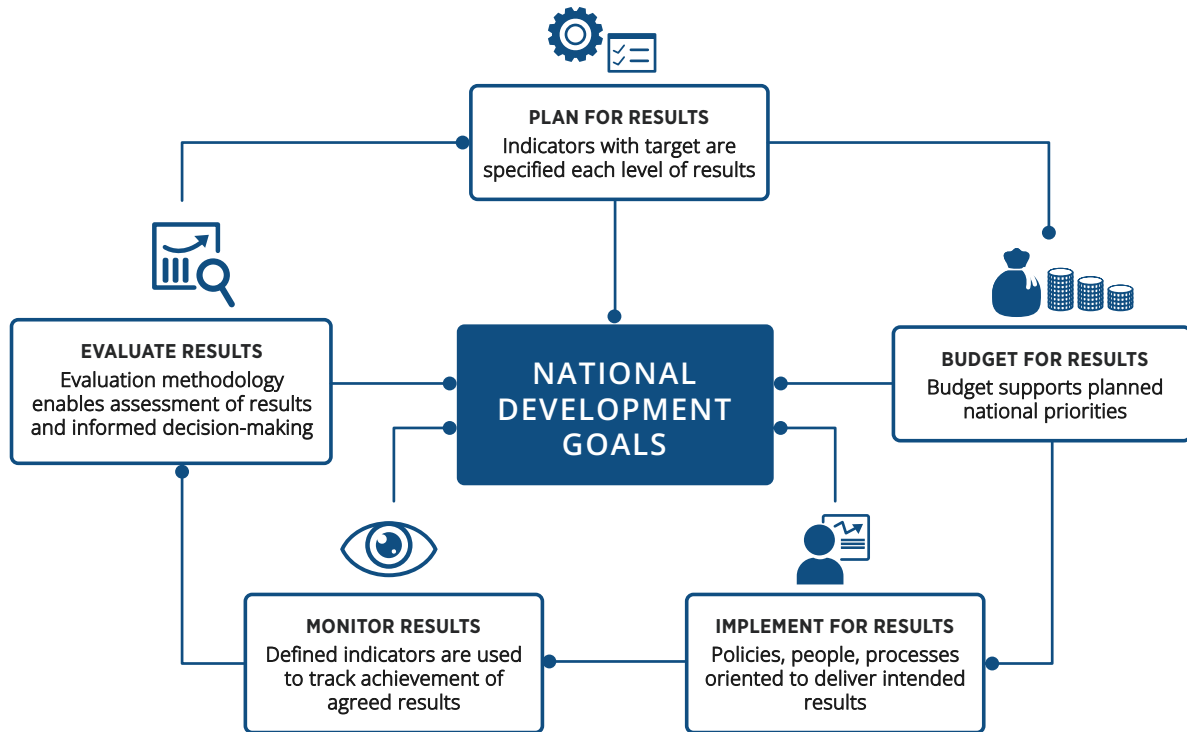 PLAN FOR RESULTS
Indicators with target are
specified each level of results
EVALUATE RESULTS
Evaluation methodology
enables assessment of results
and informed decision-making
NATIONAL
DEVELOPMENT
GOALS
BUDGET FOR RESULTS
Budget supports planned
national priorities
MONITOR RESULTS
Defined indicators are used
to track achievement of
agreed results
IMPLEMENT FOR RESULTS
Policies, people, processes
oriented to deliver intended
results